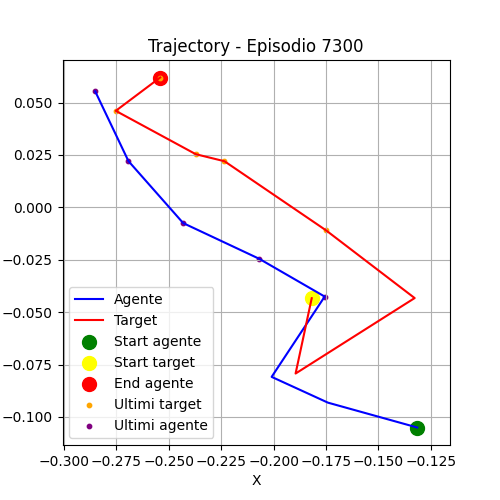 Trajectory - Episodio 7300
0.050
0.025
0.000
−0.025
−0.050
−0.075
−0.100
Agente
Target
Start agente
Start target
End agente
Ultimi target
Ultimi agente
−0.300 −0.275 −0.250 −0.225 −0.200 −0.175 −0.150 −0.125
X